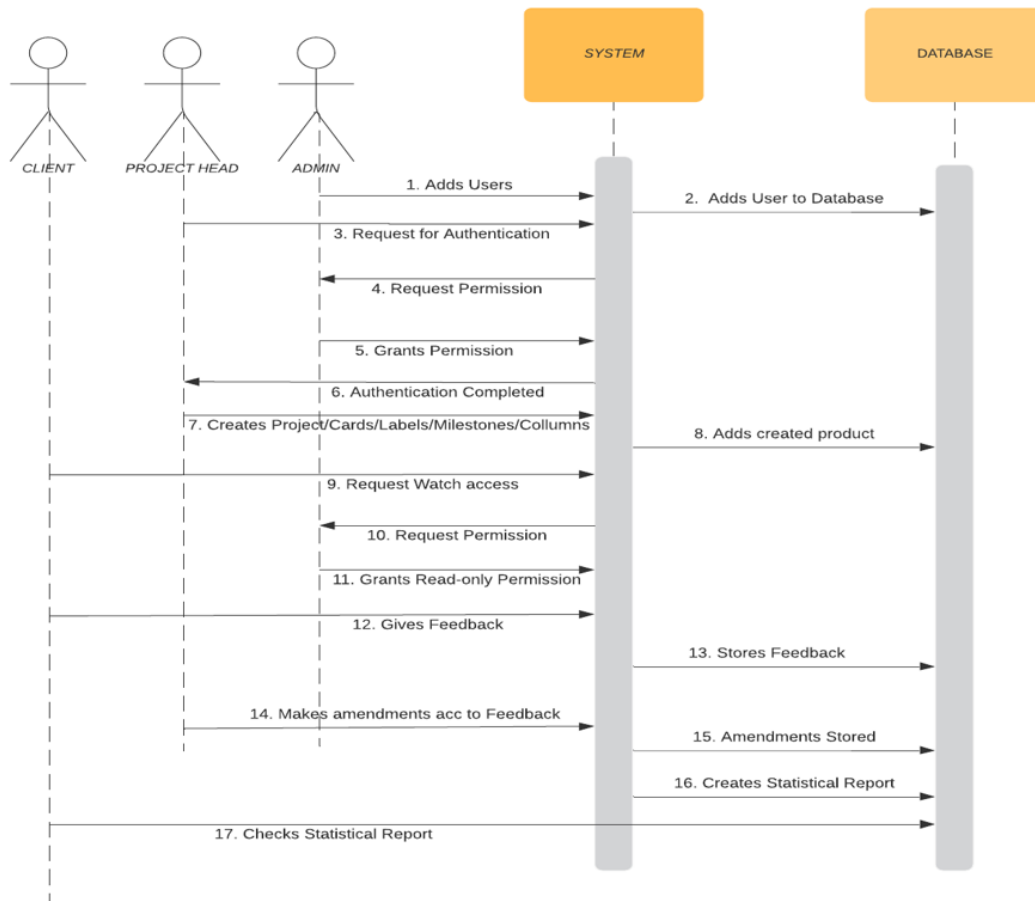 SYSTEM
DATABASE
CLIENT
PROJECT HEAD
ADMIN
1. Adds Users
2. Adds User to Database
3. Request for Authentication
4. Request Permission
5. Grants Permission
6. Authentication Completed
7. Creates Project/Cards/Labels/Milestones/Collumns
8. Adds created product
9. Request Watch access
10. Request Permission
11. Grants Read-only Permission
12. Gives Feedback
13. Stores Feedback
14. Makes amendments acc to Feedback
15. Amendments Stored
16. Creates Statistical Report
17. Checks Statistical Report